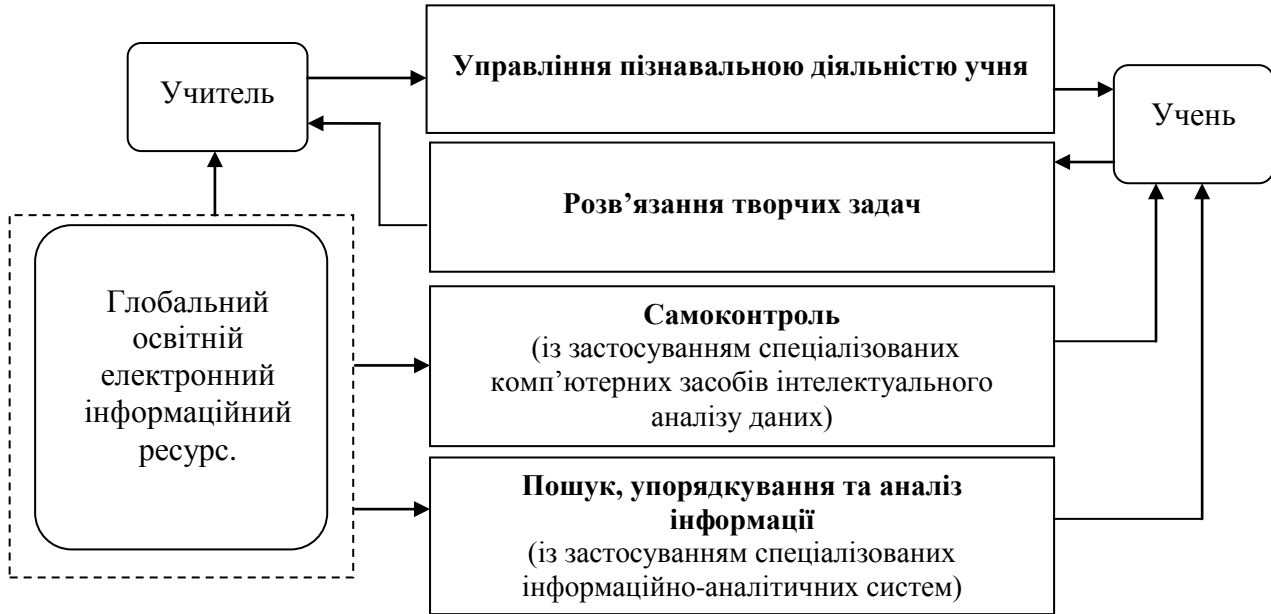 Управління пізнавальною діяльністю учня
Учитель
Учень
Розв’язання творчих задач
Глобальний
освітній
електронний
інформаційний
ресурс.
Самоконтроль
(із застосуванням спеціалізованих
комп’ютерних засобів інтелектуального
аналізу даних)
Пошук, упорядкування та аналіз
інформації
(із застосуванням спеціалізованих
інформаційно-аналітичних систем)